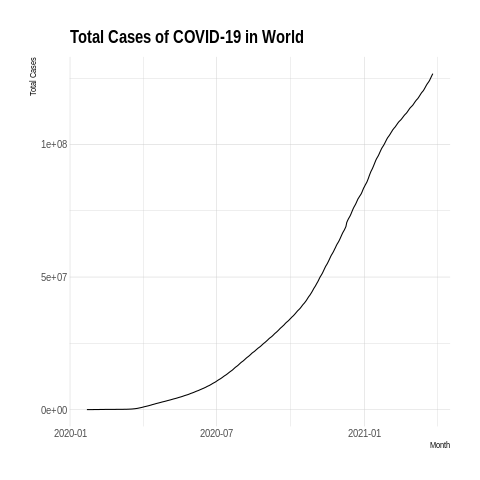 Total Cases of COVID-19 in World
Total Cases
1e+08
5e+07
0e+00
2020-01 2020-07 2021-01
Month